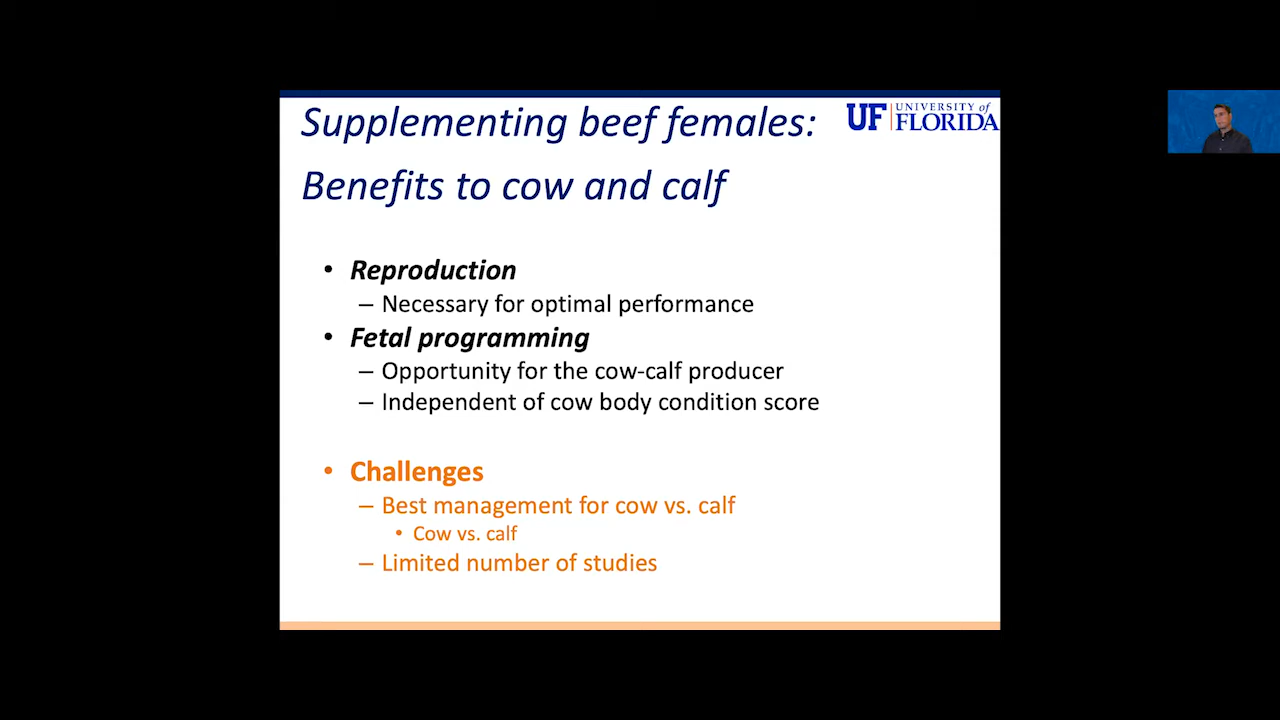 Supplementing beef females:
Benefits to cow and calf
UF UNIVERSITY of
FLORIDA
• Reproduction
– Necessary for optimal performance
• Fetal programming
– Opportunity for the cow-calf producer
– Independent of cow body condition score
• Challenges
– Best management for cow vs. calf
• Cow vs. calf
– Limited number of studies